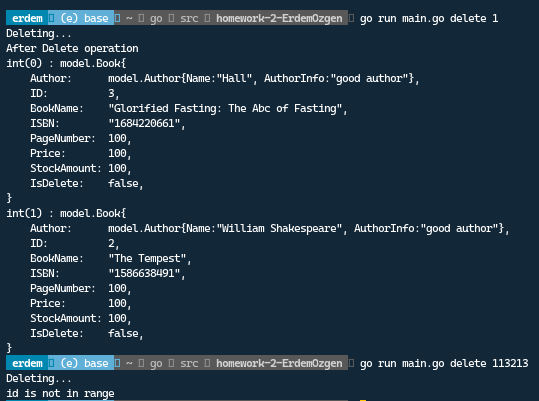 erdem (e) base ~ go src homework-2-ErdemOzgen go run main.go delete 1
Deleting...
After Delete operation
int(0) : model.Book{
    Author:      model.Author{Name:"Hall", AuthorInfo:"good author"},
    ID:          3,
    BookName:    "Glorified Fasting: The Abc of Fasting",
    ISBN:        "1684220661",
    PageNumber:  100,
    Price:       100,
    StockAmount: 100,
    IsDelete:    false,
}
int(1) : model.Book{
    Author:      model.Author{Name:"William Shakespeare", AuthorInfo:"good author"},
    ID:          2,
    BookName:    "The Tempest",
    ISBN:        "1586638491",
    PageNumber:  100,
    Price:       100,
    StockAmount: 100,
    IsDelete:    false,
}
erdem (e) base ~ go src homework-2-ErdemOzgen go run main.go delete 113213
Deleting...
id is not in range